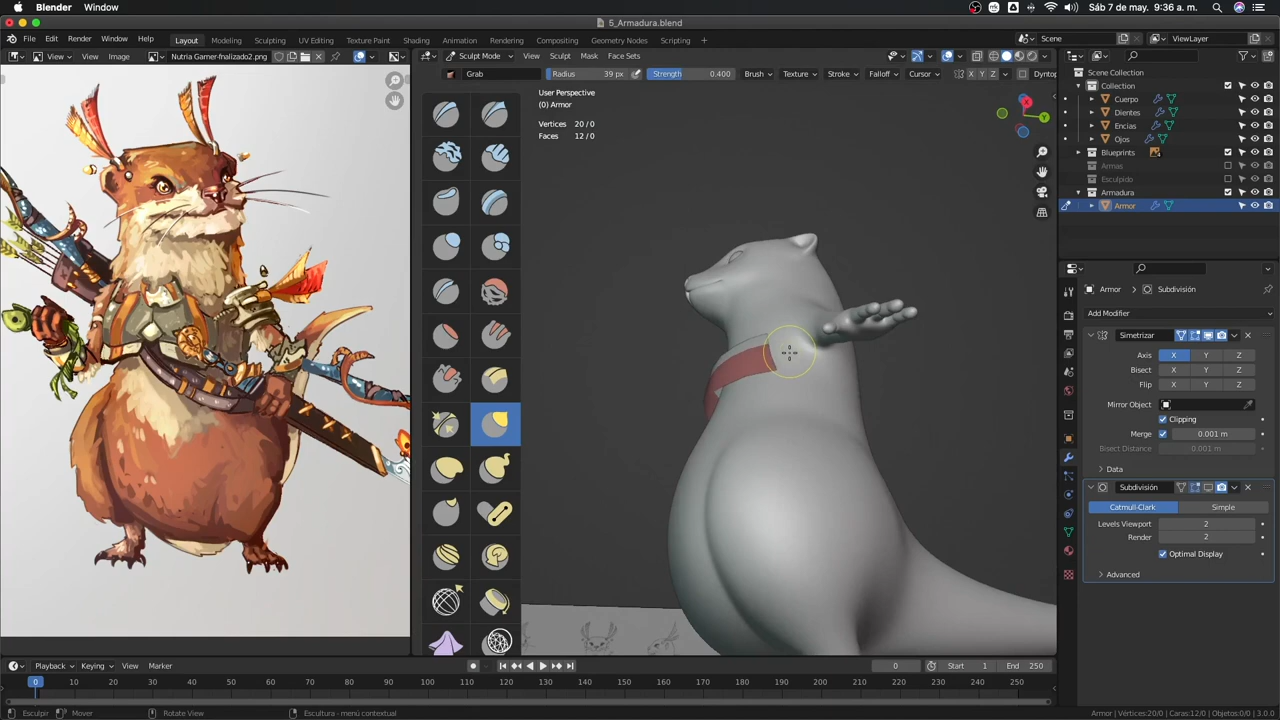 Blender Window
Sáb 7 de may. 9:36 a. m.
5_Armadura.blend
File Edit Render Window Help
Layout Modeling Sculpting UV Editing Texture Paint Shading Animation Rendering Compositing Geometry Nodes Scripting +
Scene ViewLayer
View View Image Nutria Gamer-fnalizado2.png
Sculpt Mode View Sculpt Mask Face Sets
Grab Radius 39 px Strength 0.400 Brush Texture Stroke Falloff Cursor X Y Z Dyntop
User Perspective
(0) Armor
Vertices 20/0
Faces 12/0
X
Y
Scene Collection
Collection
Cuerpo
Dientes
Encias
Ojos
Blueprints
Armas
Esculpido
Armadura
Armor
Armor Subdivisión
Add Modifier
Simetrizar
Axis X Y Z
Bisect X Y Z
Flip X Y Z
Mirror Object
Clipping
Merge 0.001 m
Bisect Distance 0.001 m
Data
Subdivisión
Catmull-Clark Simple
Levels Viewport 2
Render 2
Optimal Display
Advanced
Playback Keying View Marker
0 Start 1 End 250
0 10 20 30 40 50 60 70 80 90 100 110 120 130 140 150 160 170 180 190 200 210 220 230 240 250
Esculpir Mover Rotate View Escultura - menú contextual
Armor | Vértices:20/0 | Caras:12/0 | Objetos:0/0 | 3.0.0